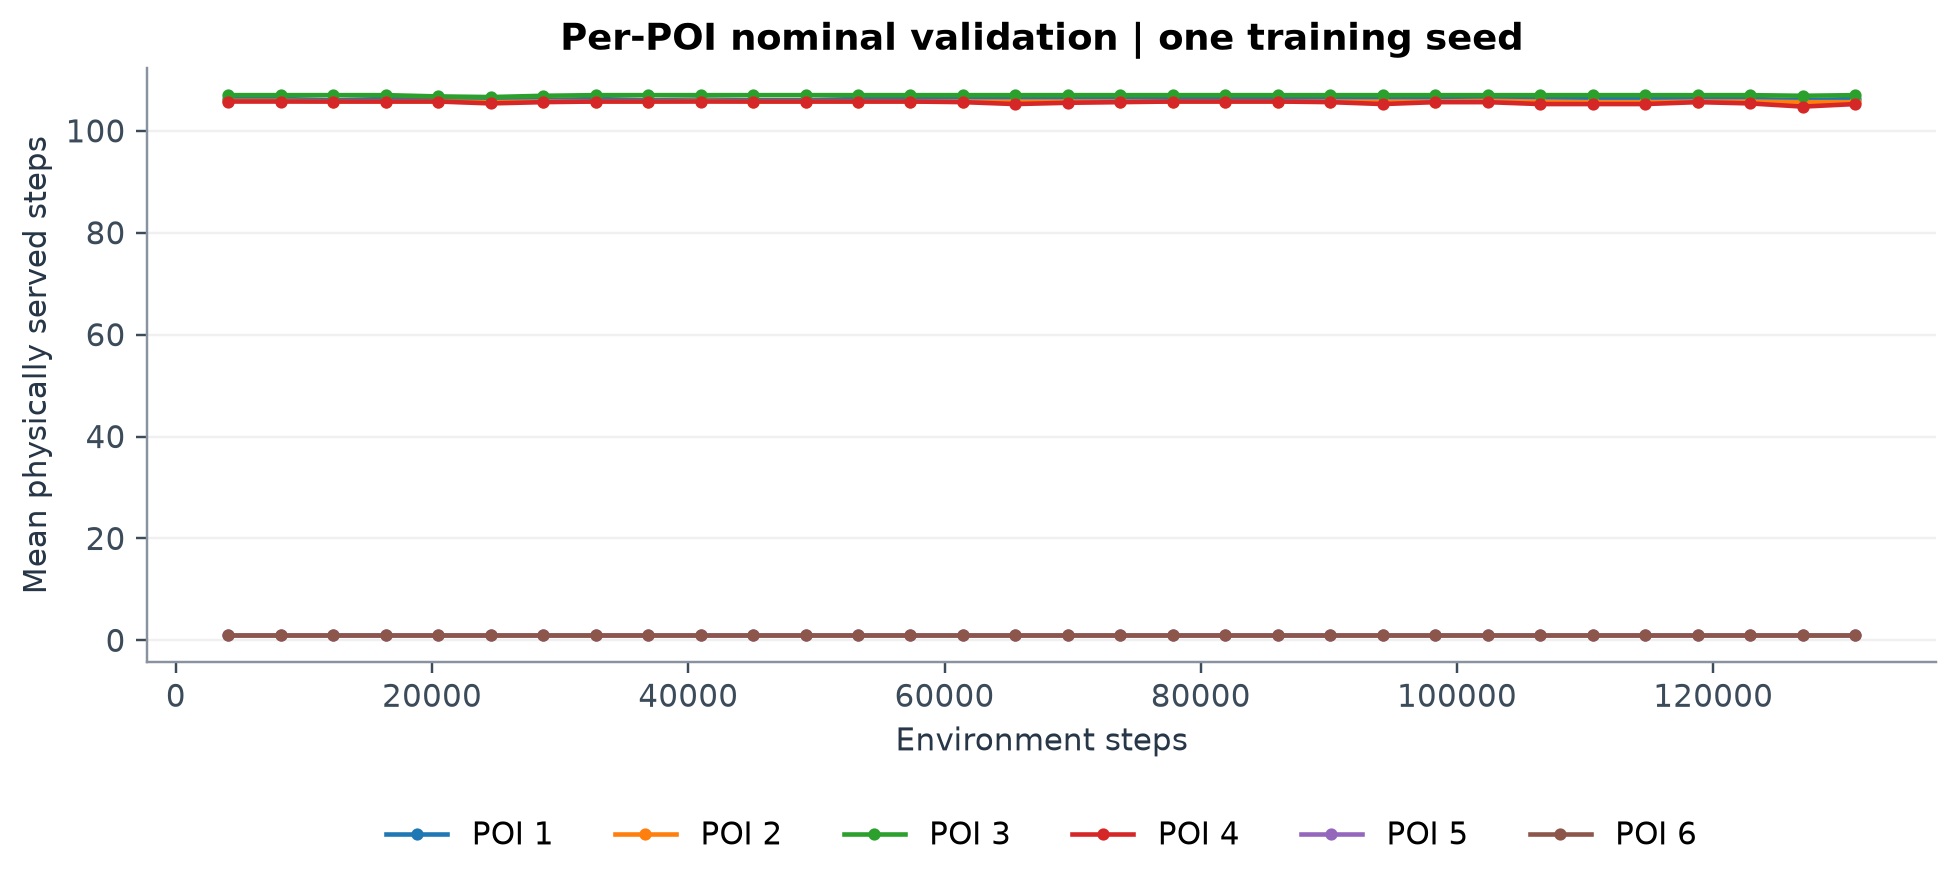 Per-POI nominal validation | one training seed
Mean physically served steps
100
80
60
40
20
0
0 20000 40000 60000 80000 100000 120000
Environment steps
POI 1 POI 2 POI 3 POI 4 POI 5 POI 6